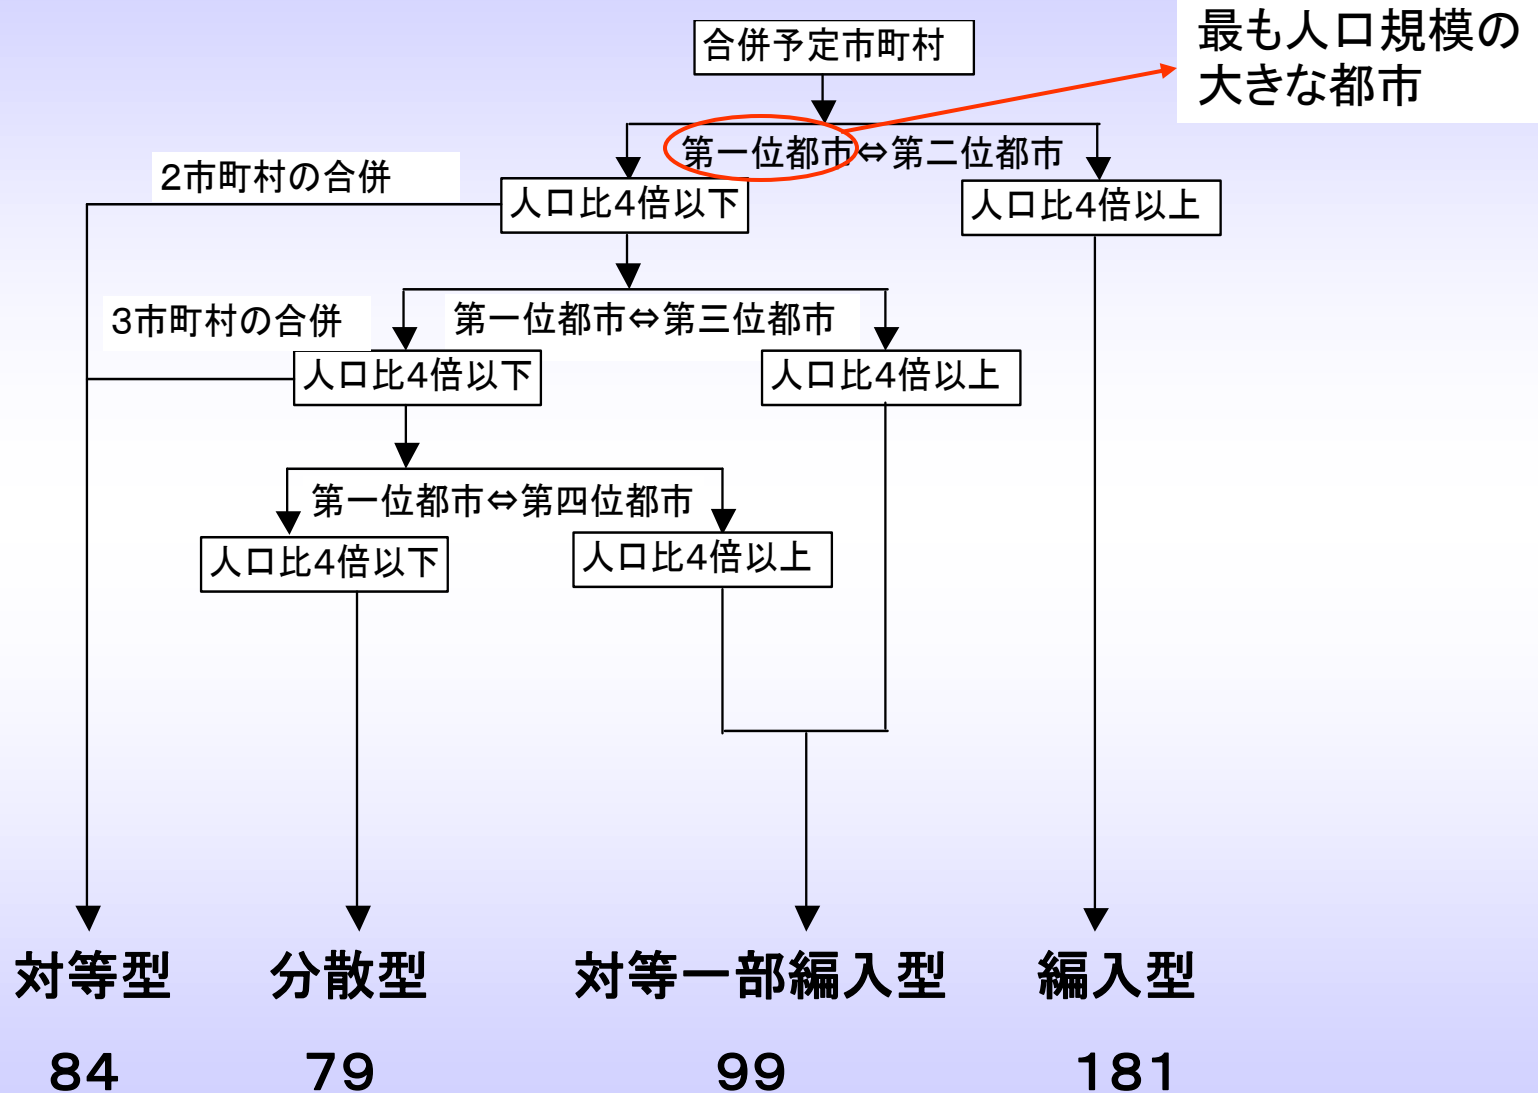 合併予定市町村
最も人口規模の
大きな都市
第一位都市⇔第二位都市
2市町村の合併
人口比4倍以下
人口比4倍以上
3市町村の合併
第一位都市⇔第三位都市
人口比4倍以下
人口比4倍以上
第一位都市⇔第四位都市
人口比4倍以下
人口比4倍以上
対等型
分散型
対等一部編入型
編入型
84
79
99
181